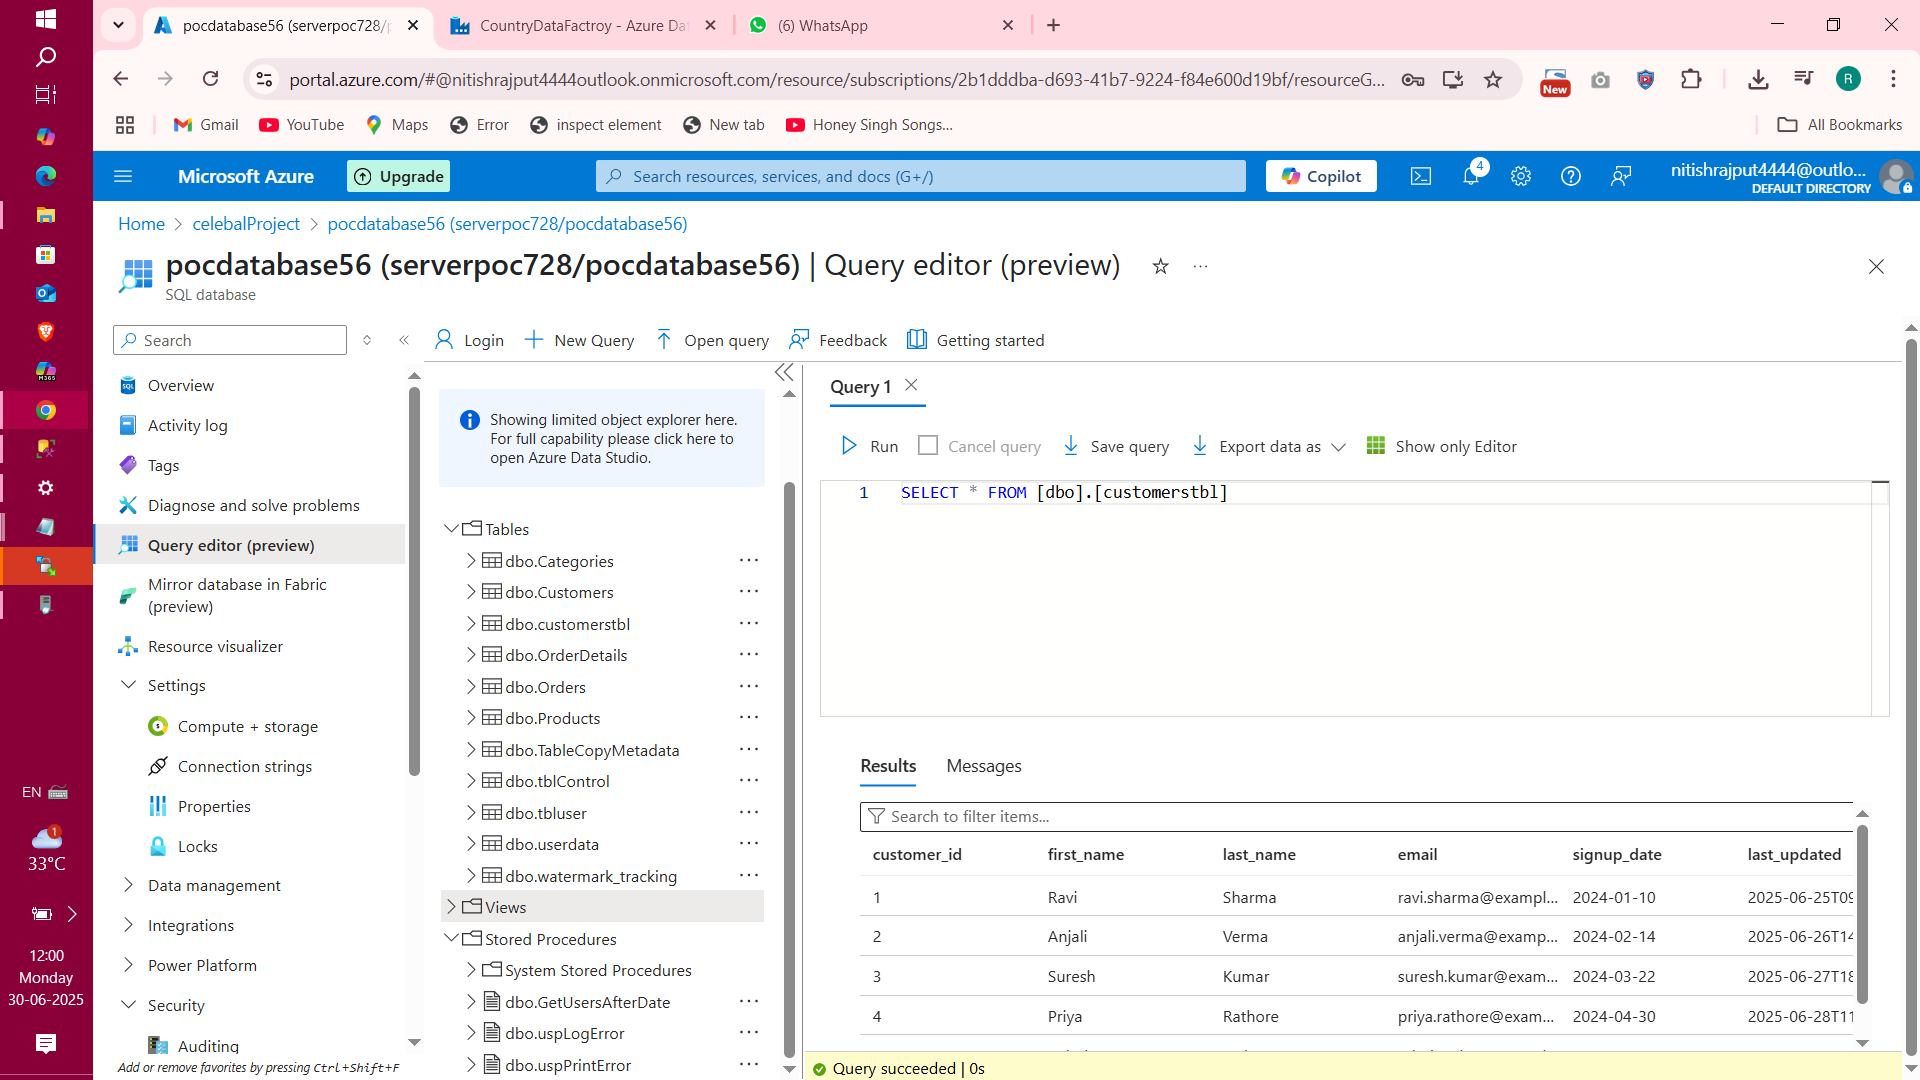 pocdatabase56 (serverpoc728/p
CountryDataFactroy - Azure Da
(6) WhatsApp
portal.azure.com/#@nitishrajput4444outlook.onmicrosoft.com/resource/subscriptions/2b1dddba-d693-41b7-9224-f84e600d19bf/resourceG...
New
R
Gmail
YouTube
Maps
Error
inspect element
New tab
Honey Singh Songs...
All Bookmarks
Microsoft Azure
Upgrade
Search resources, services, and docs (G+/)
Copilot
4
nitishrajput4444@outlo...
DEFAULT DIRECTORY
Home > celebalProject > pocdatabase56 (serverpoc728/pocdatabase56)
pocdatabase56 (serverpoc728/pocdatabase56) | Query editor (preview)
SQL database
Search
Login
New Query
Open query
Feedback
Getting started
Overview
Activity log
Tags
Diagnose and solve problems
Query editor (preview)
Mirror database in Fabric
(preview)
Resource visualizer
Settings
Compute + storage
Connection strings
Properties
Locks
Data management
Integrations
Power Platform
Security
Auditing
Add or remove favorites by pressing Ctrl+Shift+F
Showing limited object explorer here.
For full capability please click here to
open Azure Data Studio.
Tables
dbo.Categories
dbo.Customers
dbo.customerstbl
dbo.OrderDetails
dbo.Orders
dbo.Products
dbo.TableCopyMetadata
dbo.tblControl
dbo.tbluser
dbo.userdata
dbo.watermark_tracking
Views
Stored Procedures
System Stored Procedures
dbo.GetUsersAfterDate
dbo.uspLogError
dbo.uspPrintError
Query 1
Run
Cancel query
Save query
Export data as
Show only Editor
1 SELECT * FROM [dbo].[customerstbl]
Results
Messages
Search to filter items...
customer_id first_name last_name email signup_date last_updated
1 Ravi Sharma ravi.sharma@exampl... 2024-01-10 2025-06-25T09
2 Anjali Verma anjali.verma@examp... 2024-02-14 2025-06-26T14
3 Suresh Kumar suresh.kumar@exam... 2024-03-22 2025-06-27T18
4 Priya Rathore priya.rathore@exam... 2024-04-30 2025-06-28T11
Query succeeded | 0s
EN
1
33°C
12:00
Monday
30-06-2025